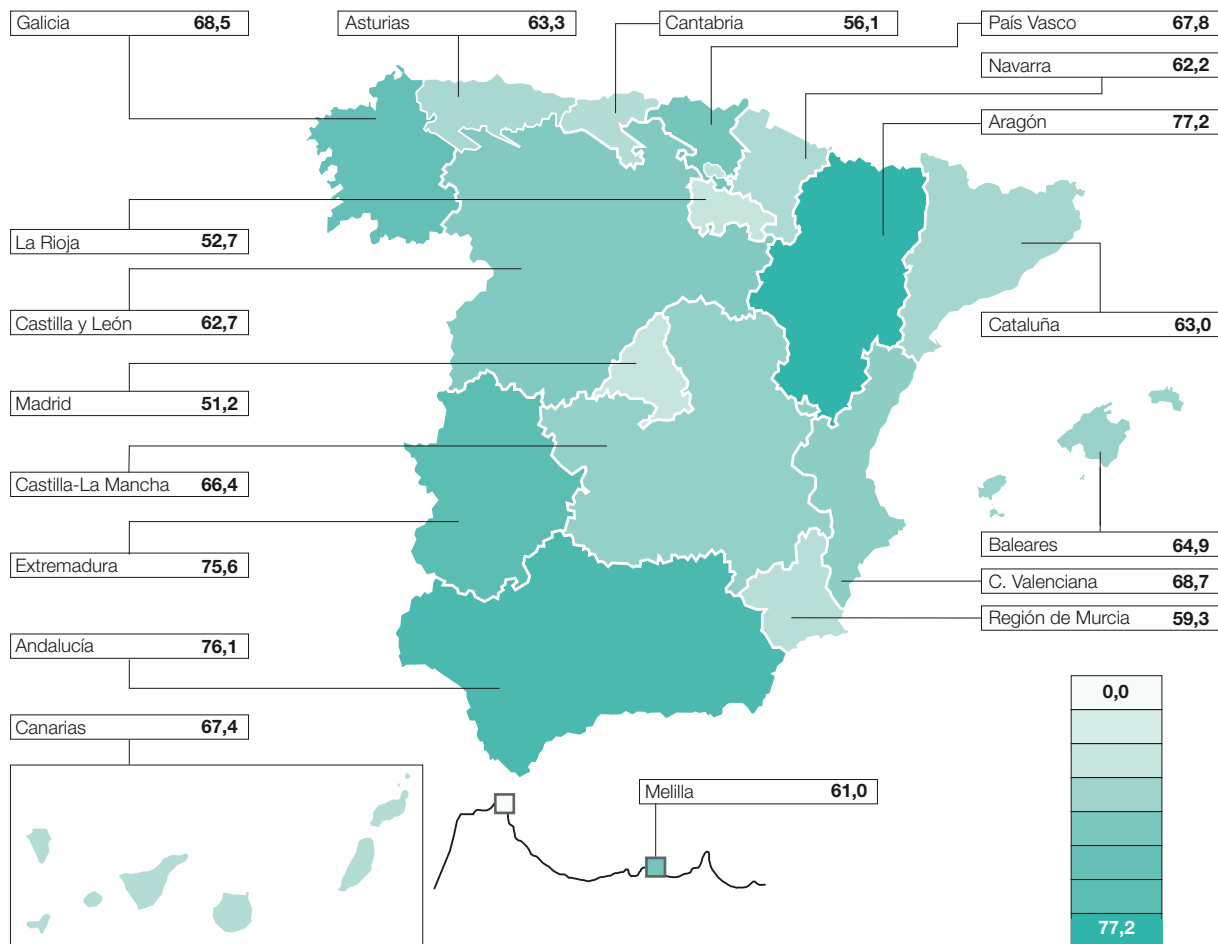 Galicia 68,5
Asturias 63,3
Cantabria 56,1
País Vasco 67,8
Navarra 62,2
Aragón 77,2
La Rioja 52,7
Castilla y León 62,7
Cataluña 63,0
Madrid 51,2
Castilla-La Mancha 66,4
Extremadura 75,6
Baleares 64,9
C. Valenciana 68,7
Región de Murcia 59,3
Andalucía 76,1
Canarias 67,4
Melilla 61,0
0,0
77,2